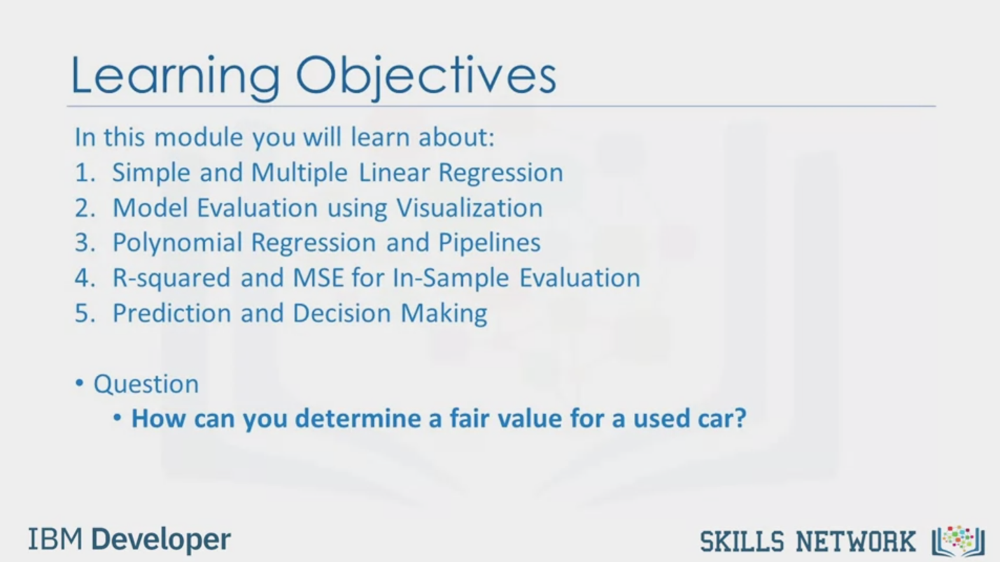 Learning Objectives
In this module you will learn about:
1. Simple and Multiple Linear Regression
2. Model Evaluation using Visualization
3. Polynomial Regression and Pipelines
4. R-squared and MSE for In-Sample Evaluation
5. Prediction and Decision Making
• Question
• How can you determine a fair value for a used car?
IBM Developer
SKILLS NETWORK